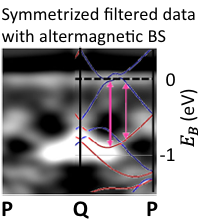 Symmetrized filtered data
with altermagnetic BS
0
-1
E_B (eV)
P Q P